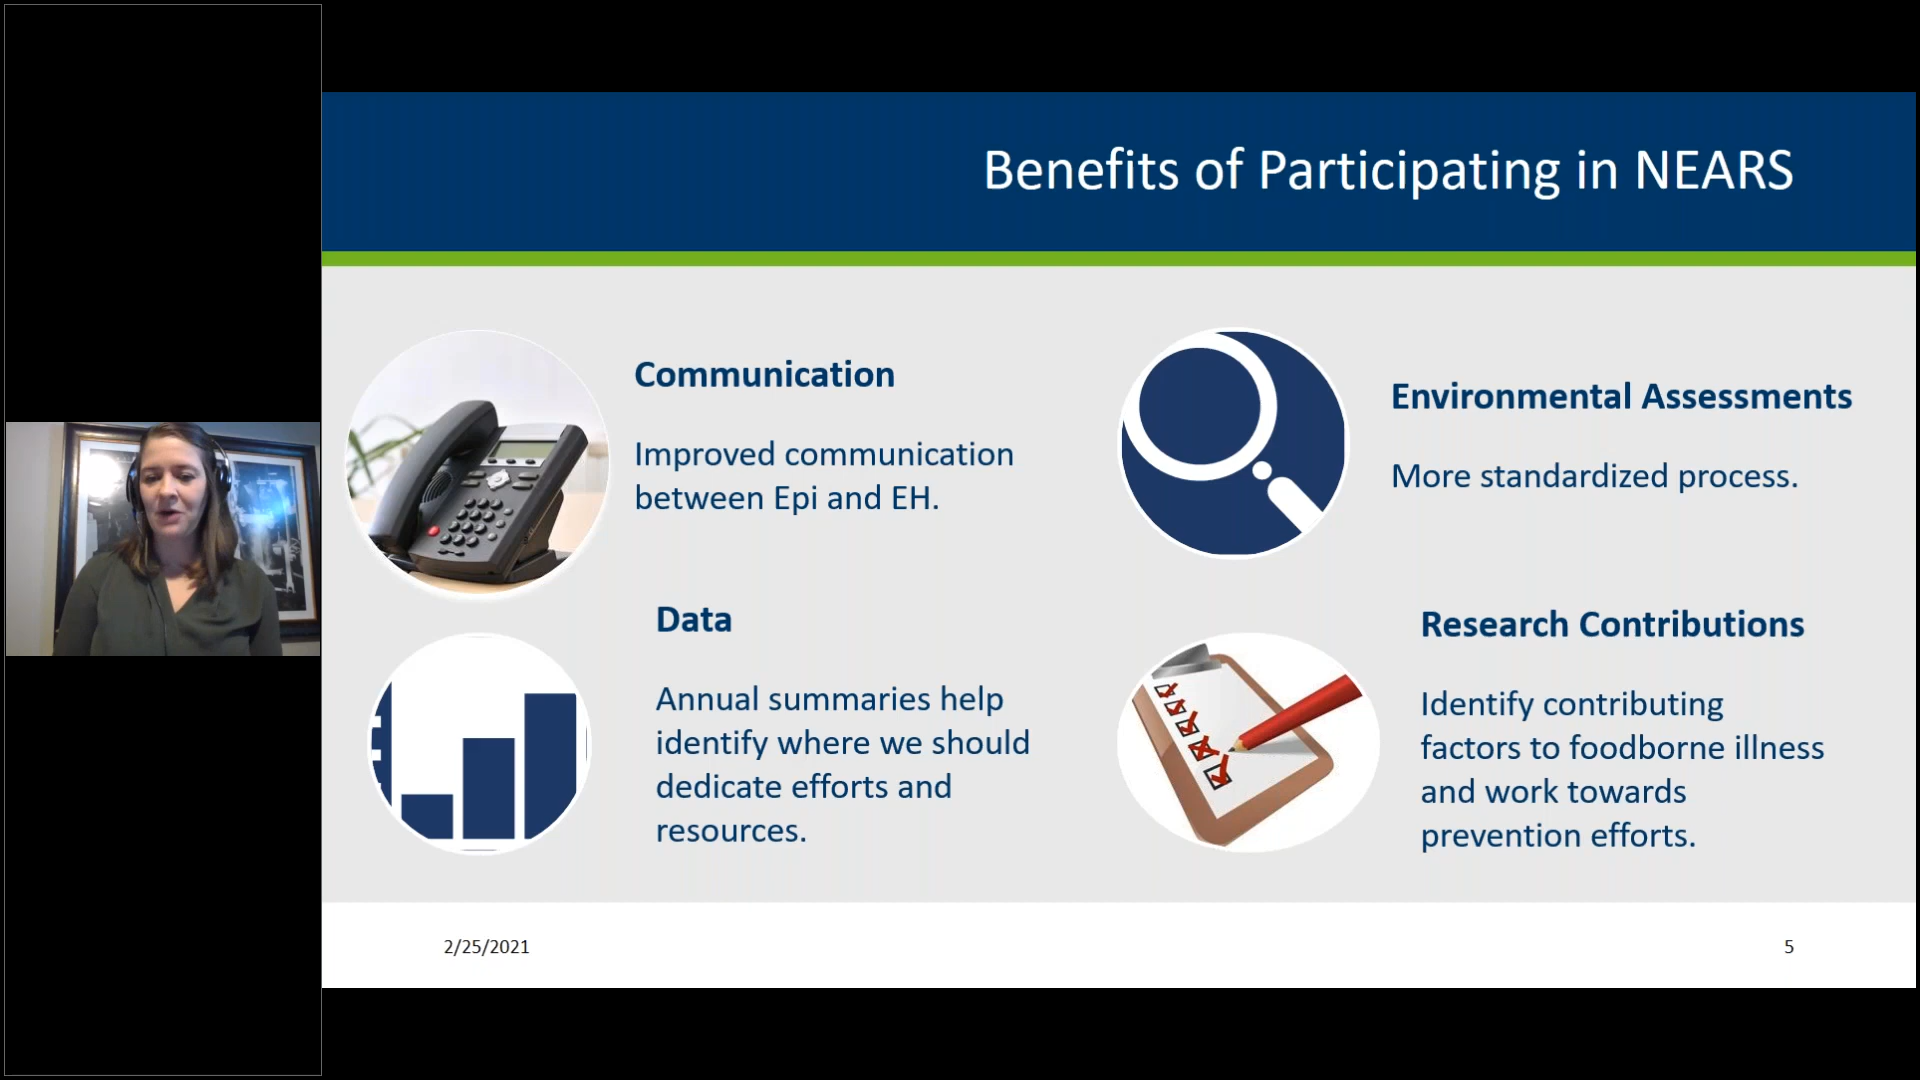 Benefits of Participating in NEARS
Communication
Improved communication
between Epi and EH.
Environmental Assessments
More standardized process.
Data
Annual summaries help
identify where we should
dedicate efforts and
resources.
Research Contributions
Identify contributing
factors to foodborne illness
and work towards
prevention efforts.
2/25/2021
5